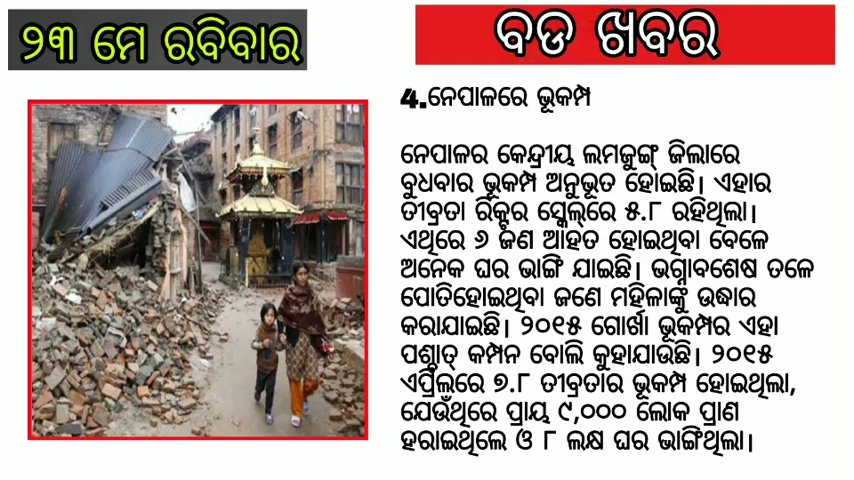 ୨୩ ମେ ରବିବାର
ବଡ ଖବର
4.ନେପାଳରେ ଭୂକମ୍ପ
ନେପାଳର କେନ୍ଦ୍ରୀୟ ଲମଜୁଙ୍ଗ୍ ଜିଲାରେ
ବୁଧବାର ଭୂକମ୍ପ ଅନୁଭୂତ ହୋଇଛି। ଏହାର
ତୀବ୍ରତା ରିକ୍ଟର ସ୍କେଲ୍‌ରେ ୫.୮ ରହିଥିଲା।
ଏଥିରେ ୬ ଜଣ ଆହତ ହୋଇଥିବା ବେଳେ
ଅନେକ ଘର ଭାଙ୍ଗି ଯାଇଛି। ଭଗ୍ନାବଶେଷ ତଳେ
ପୋତିହୋଇଥିବା ଜଣେ ମହିଳାଙ୍କୁ ଉଦ୍ଧାର
କରାଯାଇଛି। ୨୦୧୫ ଗୋର୍ଖା ଭୂକମ୍ପର ଏହା
ପଶ୍ଚାତ୍ କମ୍ପନ ବୋଲି କୁହାଯାଉଛି। ୨୦୧୫
ଏପ୍ରିଲରେ ୭.୮ ତୀବ୍ରତାର ଭୂକମ୍ପ ହୋଇଥିଲା,
ଯେଉଁଥିରେ ପ୍ରାୟ ୯,୦୦୦ ଲୋକ ପ୍ରାଣ
ହରାଇଥିଲେ ଓ ୮ ଲକ୍ଷ ଘର ଭାଙ୍ଗିଥିଲା।